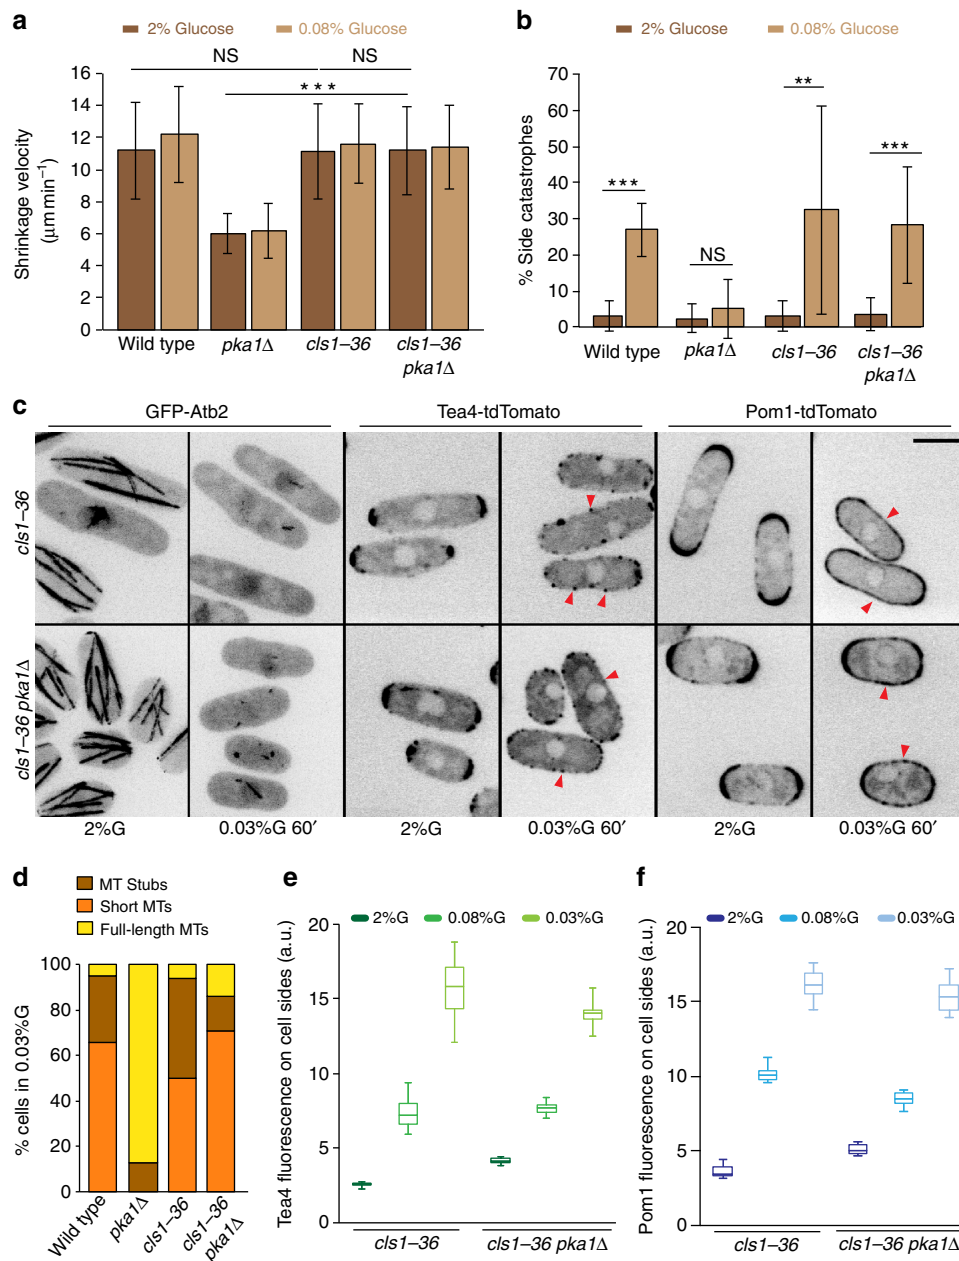 a
2% Glucose 0.08% Glucose
NS NS
***
Shrinkage velocity
(µm min⁻¹)
16
14
12
10
8
6
4
2
0
Wild type pka1Δ cls1–36 cls1–36
pka1Δ
b
2% Glucose 0.08% Glucose
% Side catastrophes
70
60
50
40
30
20
10
0
*** NS ** ***
Wild type pka1Δ cls1–36 cls1–36
pka1Δ
c
GFP-Atb2 Tea4-tdTomato Pom1-tdTomato
cls1–36
cls1–36 pka1Δ
2%G 0.03%G 60′ 2%G 0.03%G 60′ 2%G 0.03%G 60′
d
MT Stubs
Short MTs
Full-length MTs
% cells in 0.03%G
100
80
60
40
20
0
Wild type pka1Δ cls1–36 cls1–36
pka1Δ
e
2%G 0.08%G 0.03%G
Tea4 fluorescence on cell sides (a.u.)
20
15
10
5
0
cls1–36 cls1–36 pka1Δ
f
2%G 0.08%G 0.03%G
Pom1 fluorescence on cell sides (a.u.)
20
15
10
5
0
cls1–36 cls1–36 pka1Δ